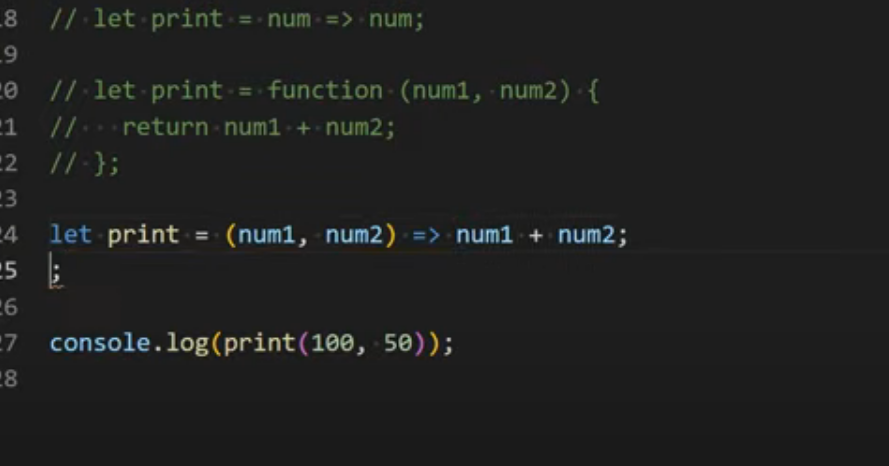 18 // let print = num => num;
19
20 // let print = function (num1, num2) {
21 //   return num1 + num2;
22 // };
23
24 let print = (num1, num2) => num1 + num2;
25 ;
26
27 console.log(print(100, 50));
28